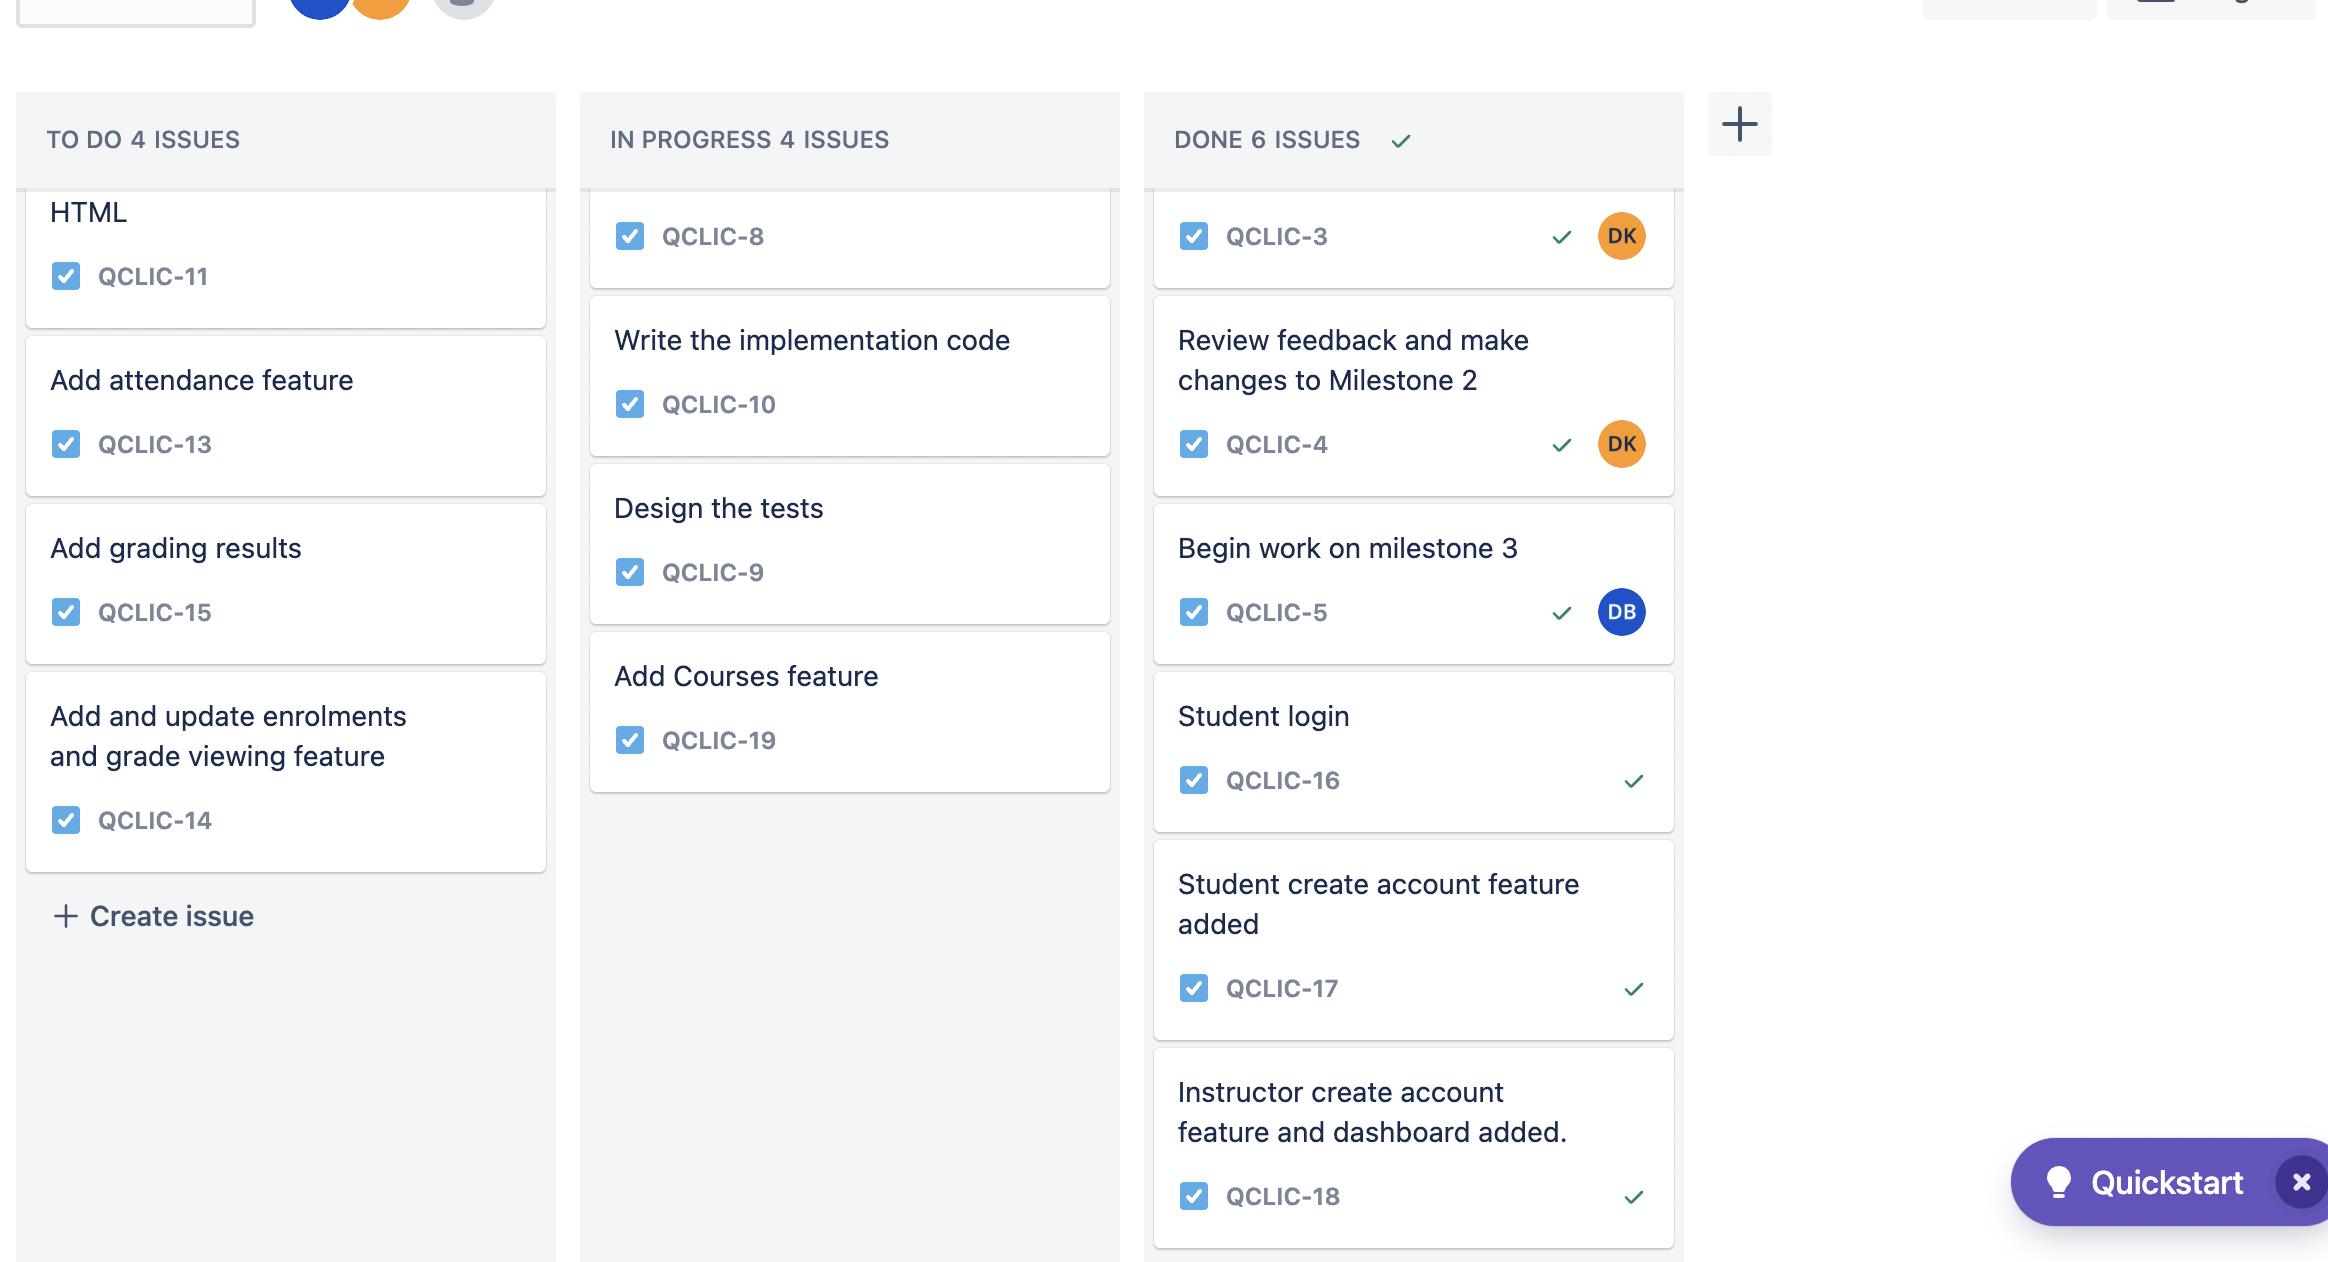 TO DO 4 ISSUES
HTML
QCLIC-11
Add attendance feature
QCLIC-13
Add grading results
QCLIC-15
Add and update enrolments
and grade viewing feature
QCLIC-14
Create issue
IN PROGRESS 4 ISSUES
QCLIC-8
Write the implementation code
QCLIC-10
Design the tests
QCLIC-9
Add Courses feature
QCLIC-19
DONE 6 ISSUES
QCLIC-3
DK
Review feedback and make
changes to Milestone 2
QCLIC-4
DK
Begin work on milestone 3
QCLIC-5
DB
Student login
QCLIC-16
Student create account feature
added
QCLIC-17
Instructor create account
feature and dashboard added.
QCLIC-18
Quickstart